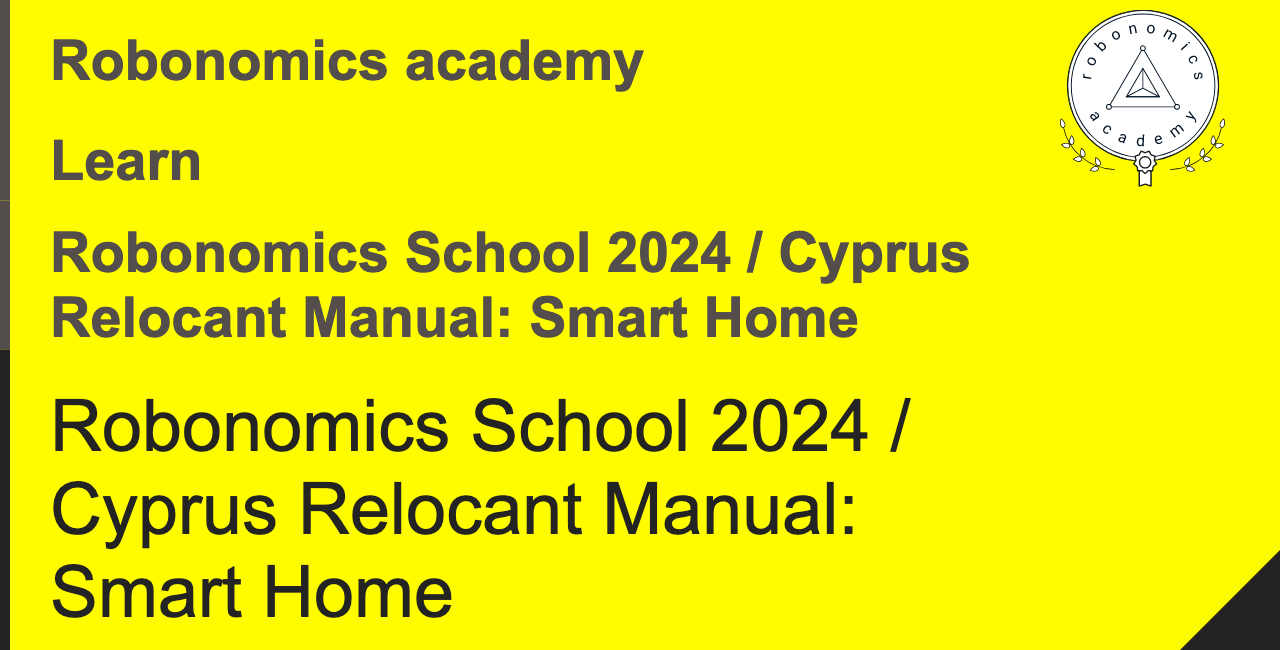 Robonomics academy
robonomics
academy
Learn
Robonomics School 2024 / Cyprus
Relocant Manual: Smart Home
Robonomics School 2024 /
Cyprus Relocant Manual:
Smart Home